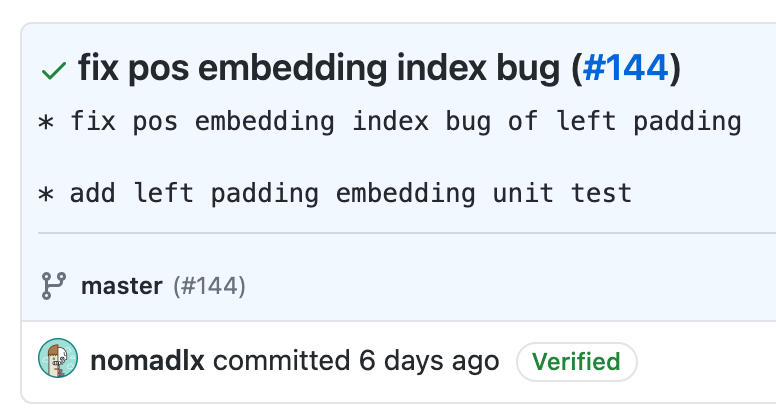 fix pos embedding index bug (#144)
* fix pos embedding index bug of left padding
* add left padding embedding unit test
master (#144)
nomadlx committed 6 days ago Verified